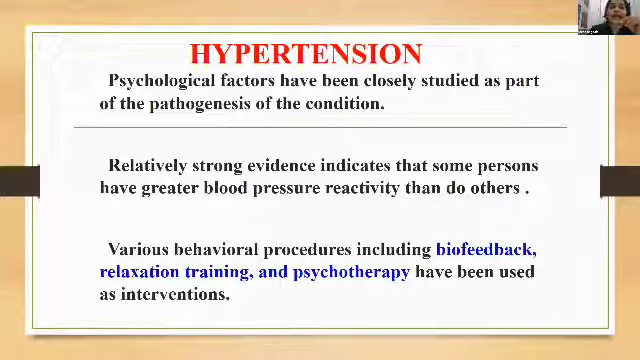 HYPERTENSION
Psychological factors have been closely studied as part
of the pathogenesis of the condition.
Relatively strong evidence indicates that some persons
have greater blood pressure reactivity than do others .
Various behavioral procedures including biofeedback,
relaxation training, and psychotherapy have been used
as interventions.